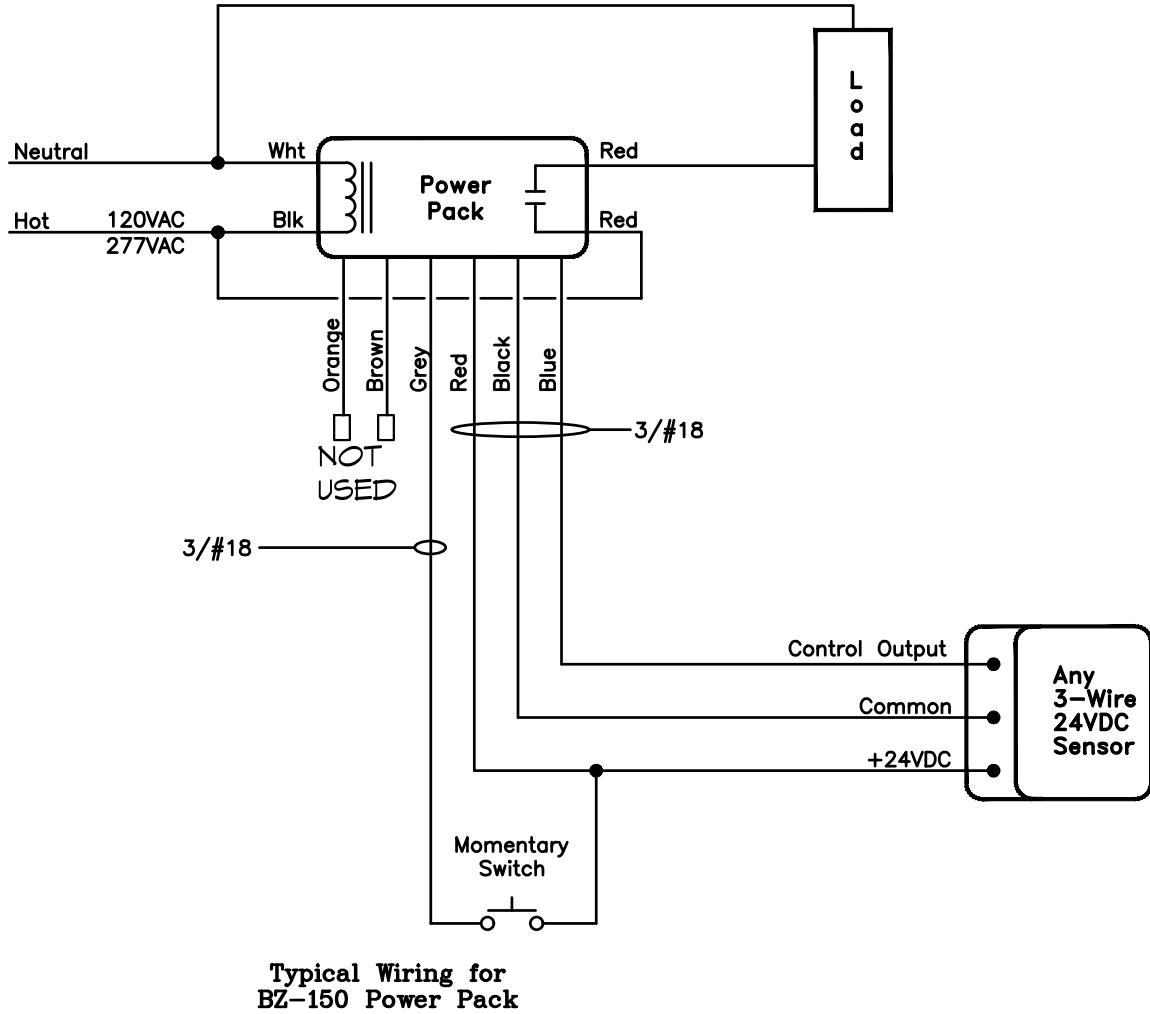 L
o
a
d
Neutral
Wht
Red
Power
Pack
Hot
120VAC
Blk
Red
277VAC
Orange
Brown
Grey
Red
Black
Blue
3/#18
NOT
USED
3/#18
Control Output
Common
+24VDC
Any
3-Wire
24VDC
Sensor
Momentary
Switch
Typical Wiring for
BZ-150 Power Pack